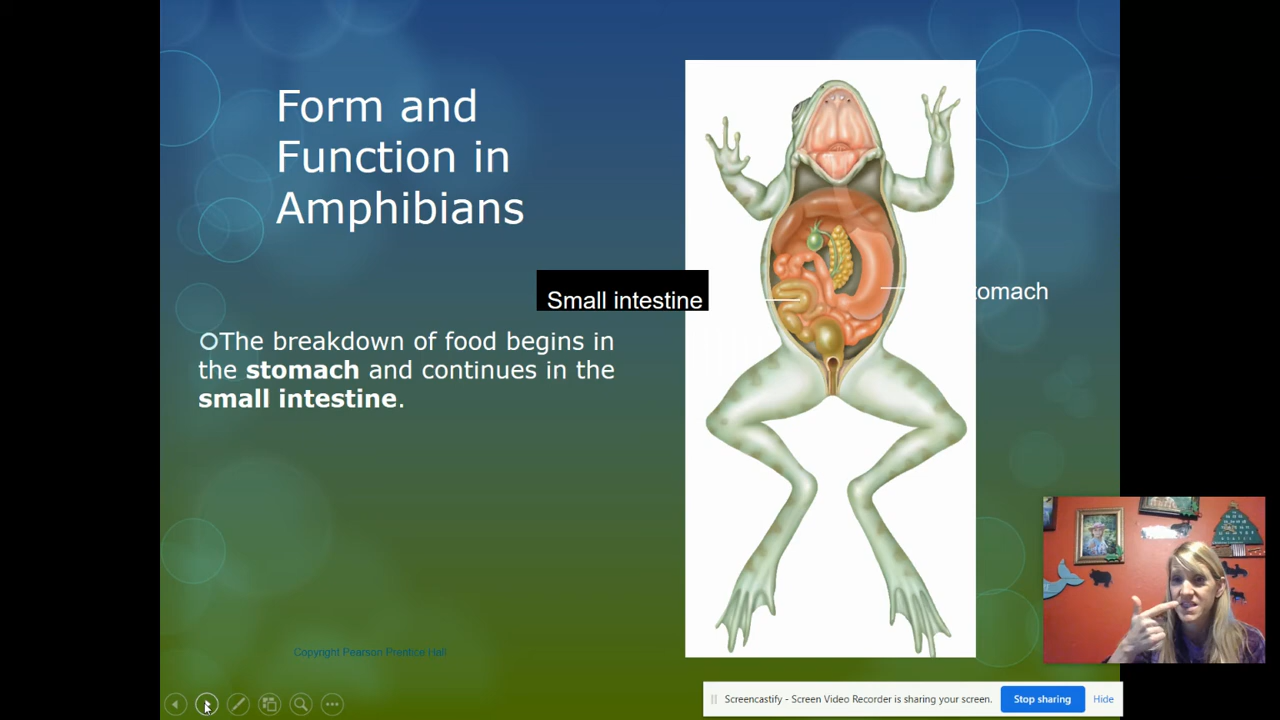 Form and
Function in
Amphibians
Small intestine
tomach
The breakdown of food begins in
the stomach and continues in the
small intestine.
Copyright Pearson Prentice Hall
Screencastify - Screen Video Recorder is sharing your screen.
Stop sharing
Hide